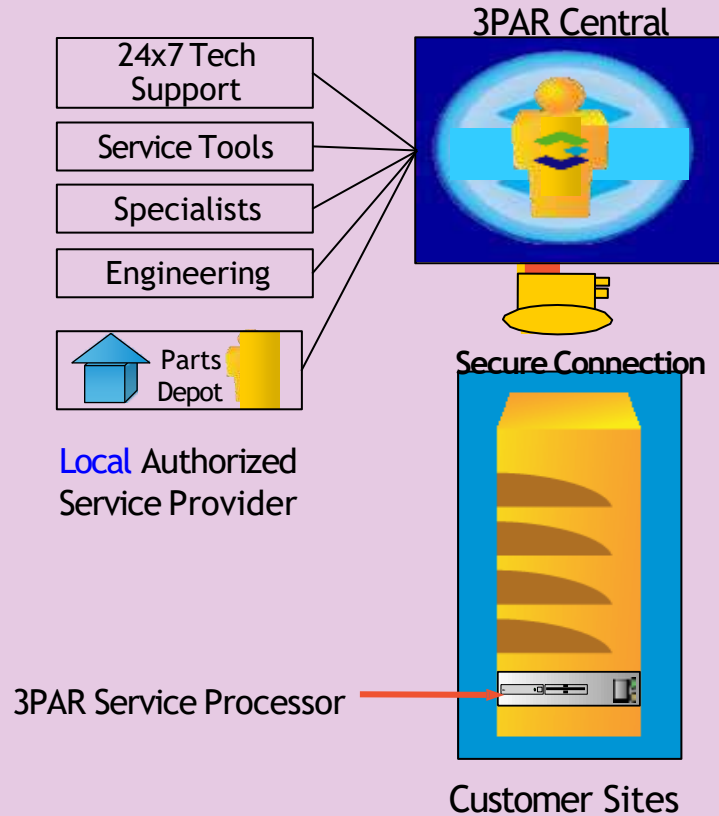 3PAR Central
24x7 Tech
Support
Service Tools
Specialists
Engineering
Parts
Depot
Local Authorized
Service Provider
Secure Connection
3PAR Service Processor
Customer Sites